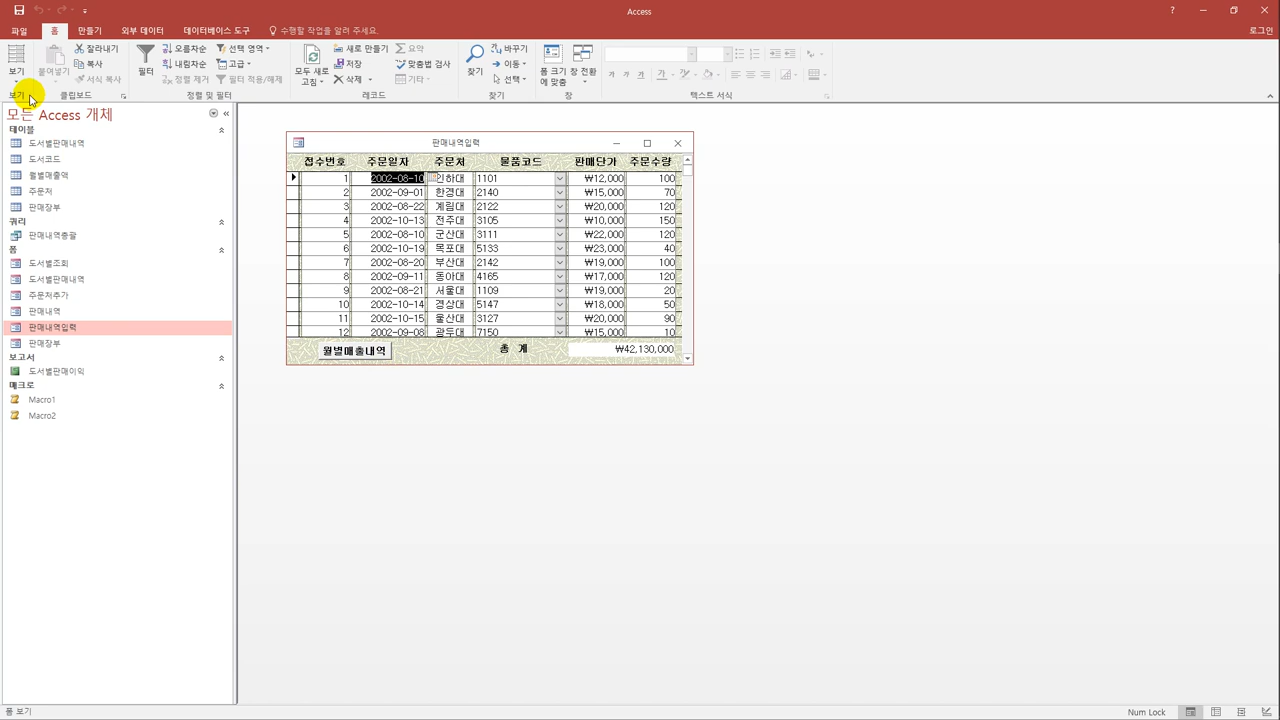 Access
?
파일 홈 만들기 외부 데이터 데이터베이스 도구 수행할 작업을 알려 주세요. 로그인
보기
붙여넣기
잘라내기
복사
서식 복사
필터
오름차순
내림차순
정렬 제거
선택 영역
고급
필터 적용/해제
모두 새로 고침
새로 만들기
저장
삭제
요약
맞춤법 검사
기타
찾기
바꾸기
이동
선택
폼 크기에 맞춤
창 전환
가 가 가 가
보기 클립보드 정렬 및 필터 레코드 찾기 창 텍스트 서식
모든 Access 개체
테이블
도서별판매내역
도서코드
월별매출액
주문처
판매장부
쿼리
판매내역총괄
폼
도서별조회
도서별판매내역
주문처추가
판매내역
판매내역입력
판매장부
보고서
도서별판매이익
매크로
Macro1
Macro2
판매내역입력
접수번호 주문일자 주문처 물품코드 판매단가 주문수량
1 2002-08-10 인하대 1101 ₩12,000 100
2 2002-09-01 한경대 2140 ₩15,000 70
3 2002-08-22 계림대 2122 ₩20,000 120
4 2002-10-13 전주대 3105 ₩10,000 150
5 2002-08-10 군산대 3111 ₩22,000 120
6 2002-10-19 목포대 5133 ₩23,000 40
7 2002-08-20 부산대 2142 ₩19,000 100
8 2002-09-11 동아대 4165 ₩17,000 120
9 2002-08-21 서울대 1109 ₩19,000 20
10 2002-10-14 경상대 5147 ₩18,000 50
11 2002-10-15 울산대 3127 ₩20,000 90
12 2002-09-08 광주대 7150 ₩15,000 10
월별매출내역 총 계 ₩42,130,000
폼 보기 Num Lock